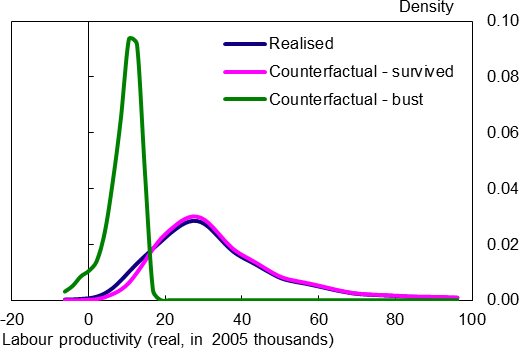 Density
0.10
Realised
Counterfactual - survived
0.08
Counterfactual - bust
0.06
0.04
0.02
0.00
-20 0 20 40 60 80 100
Labour productivity (real, in 2005 thousands)